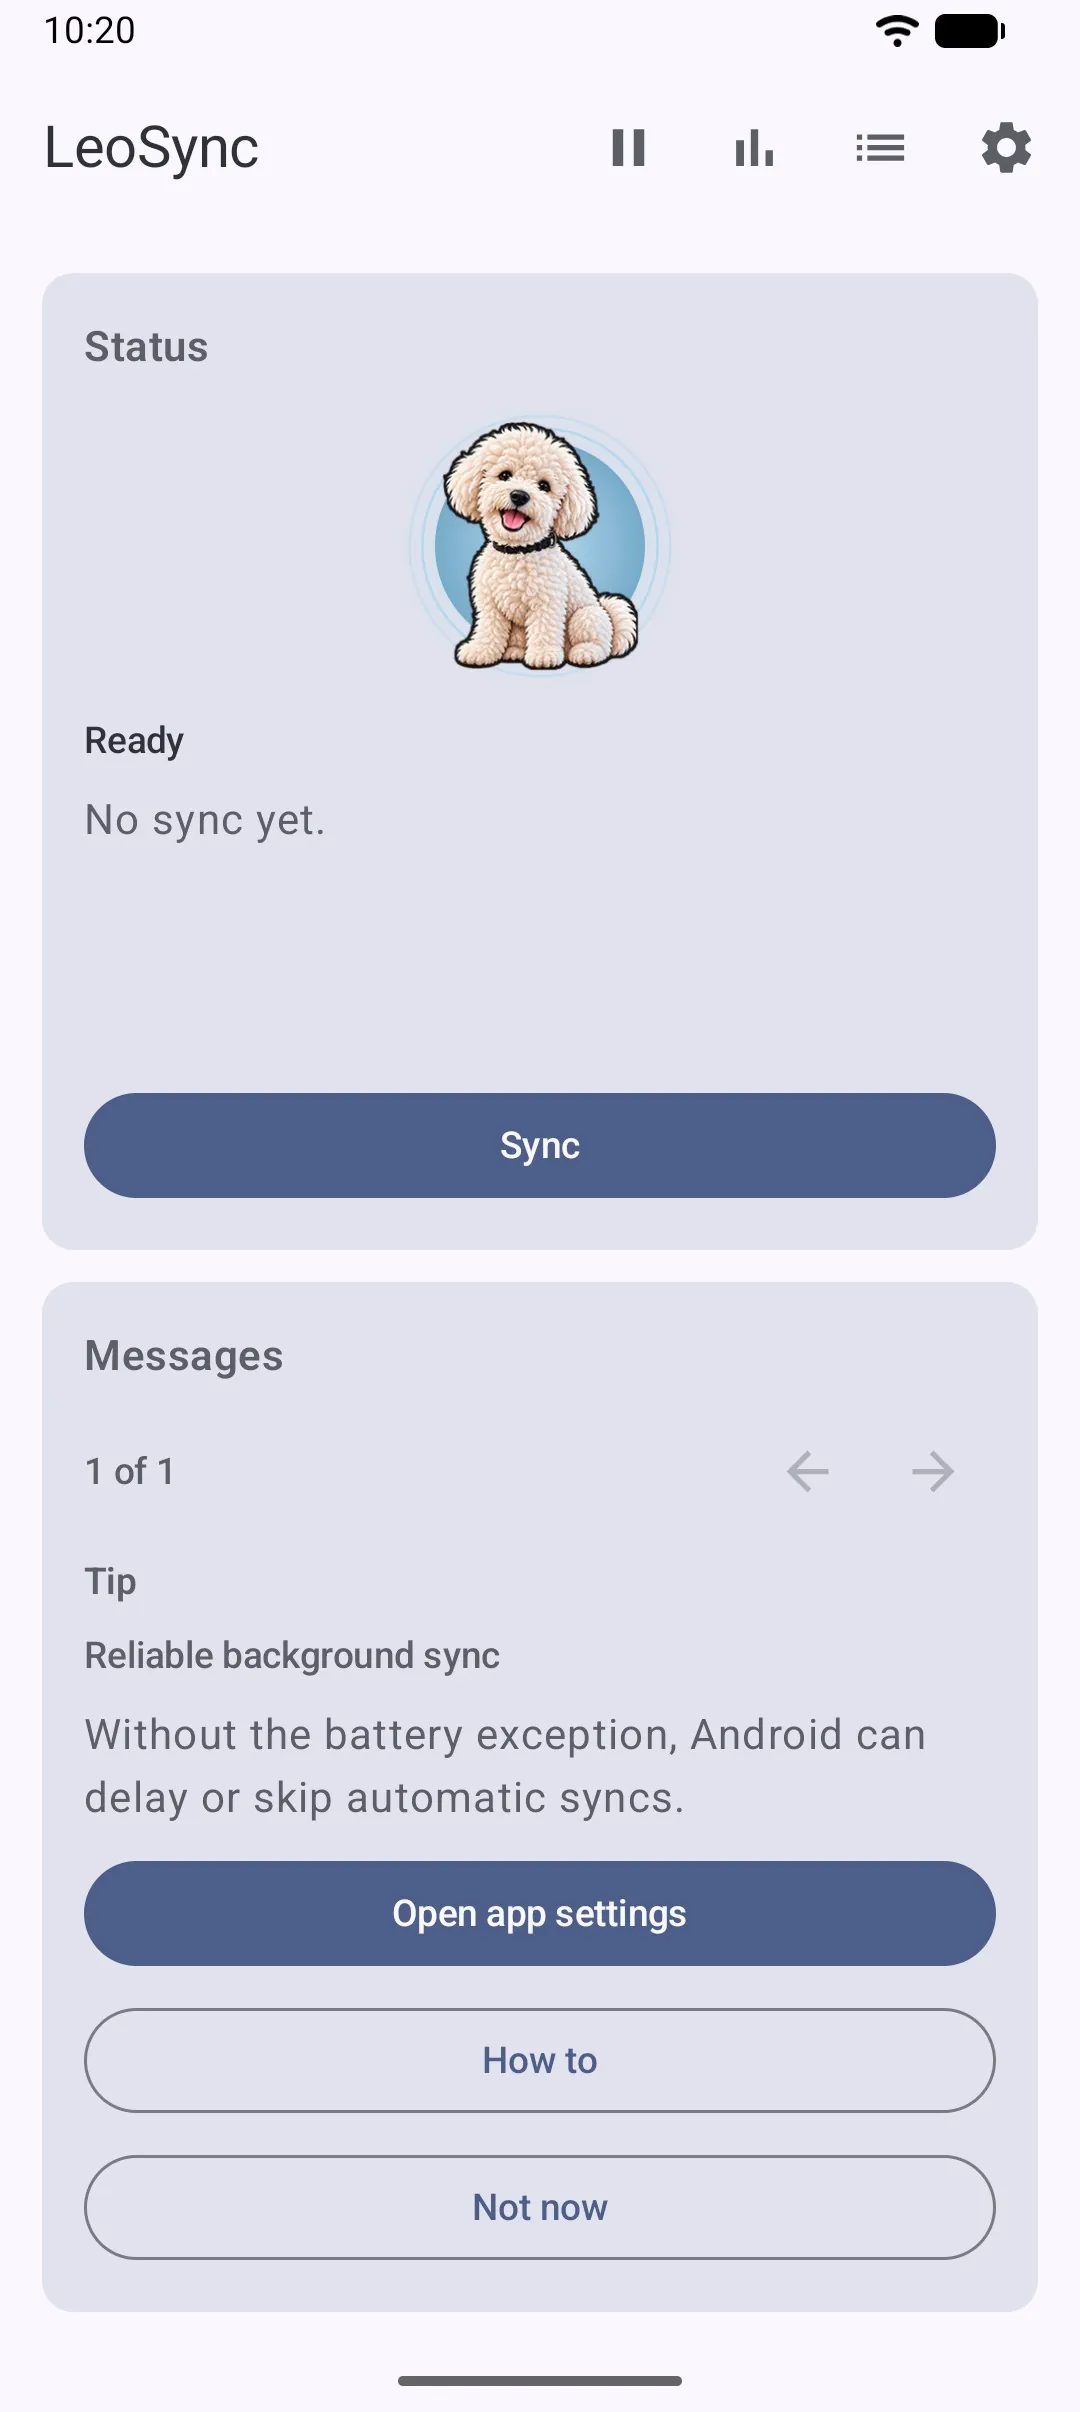 10:20
LeoSync
Status
Ready
No sync yet.
Sync
Messages
1 of 1
Tip
Reliable background sync
Without the battery exception, Android can
delay or skip automatic syncs.
Open app settings
How to
Not now